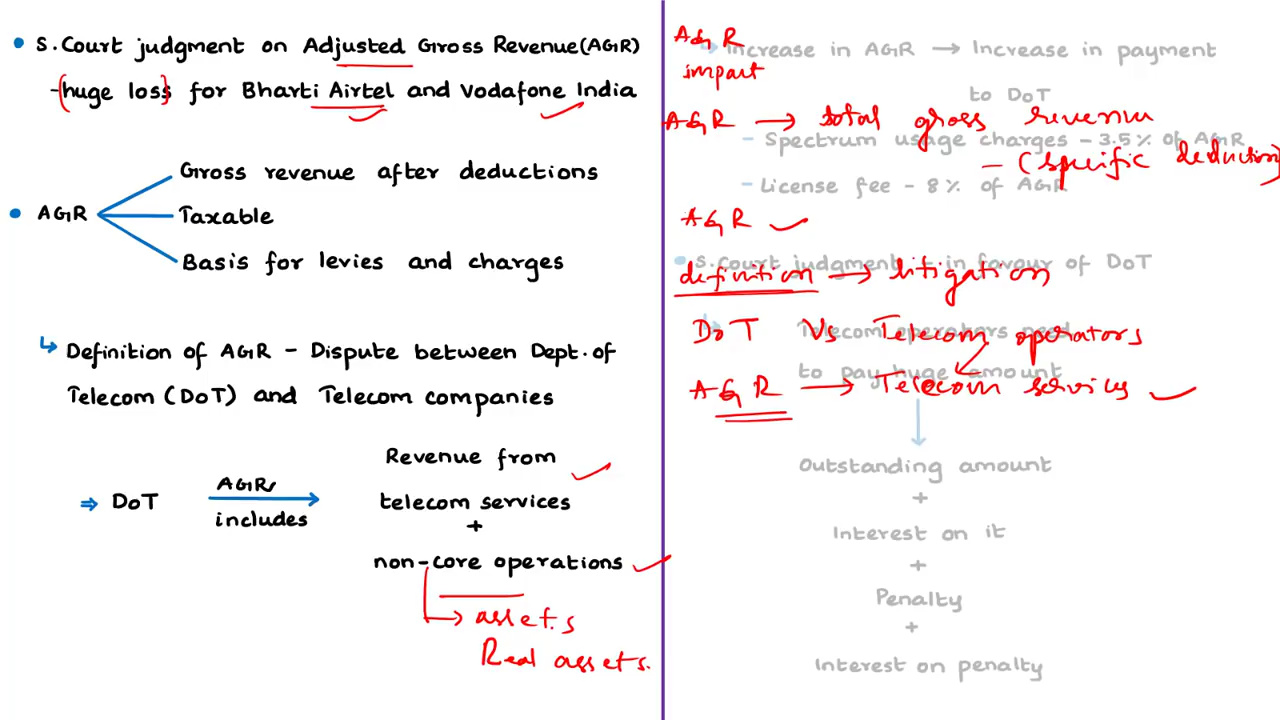 • S.Court judgment on Adjusted Gross Revenue(AGR)
-(huge loss) for Bharti Airtel and Vodafone India
• AGR
Gross revenue after deductions
Taxable
Basis for levies and charges
↳ Definition of AGR - Dispute between Dept. of
Telecom (DoT) and Telecom companies
⇒ DoT AGR includes → Revenue from
telecom services
+
non-core operations
→ assets
Real assets.
AGR
impact
↳ Increase in AGR → Increase in payment
to DoT
AGR → total gross revenue
- Spectrum usage charges - 3.5% of AGR
- (specific deduction)
- License fee - 8% of AGR
AGR
• S.Court judgment - in favour of DoT
definition → litigation
↳ Telecom operators need
DoT Vs Telecom operators
to pay huge amount
AGR → Telecom services
Outstanding amount
+
Interest on it
+
Penalty
+
Interest on penalty